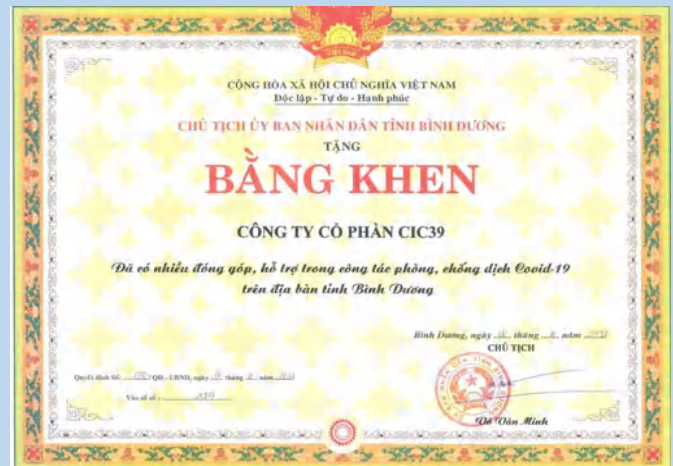 CỘNG HÒA XÃ HỘI CHỦ NGHĨA VIỆT NAM
Độc lập - Tự do - Hạnh phúc
CHỦ TỊCH ỦY BAN NHÂN DÂN TỈNH BÌNH DƯƠNG
TẶNG
BẰNG KHEN
CÔNG TY CỔ PHẦN CIC39
Đã có nhiều đóng góp, hỗ trợ trong công tác phòng, chống dịch Covid-19
trên địa bàn tỉnh Bình Dương
Bình Dương, ngày tháng năm
CHỦ TỊCH
Quyết định Số: /QĐ - UBND, ngày tháng năm
Vào sổ số :
Văn Minh